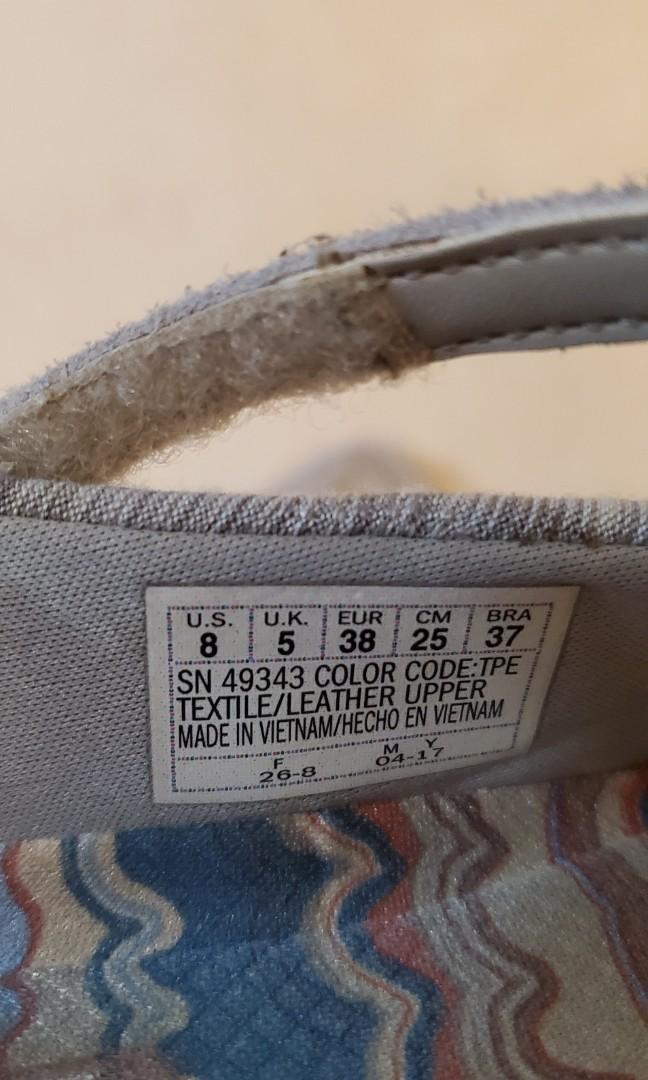 U.S. U.K. EUR CM BRA
8 5 38 25 37
SN 49343 COLOR CODE:TPE
TEXTILE/LEATHER UPPER
MADE IN VIETNAM/HECHO EN VIETNAM
F M Y
26-8 04-17